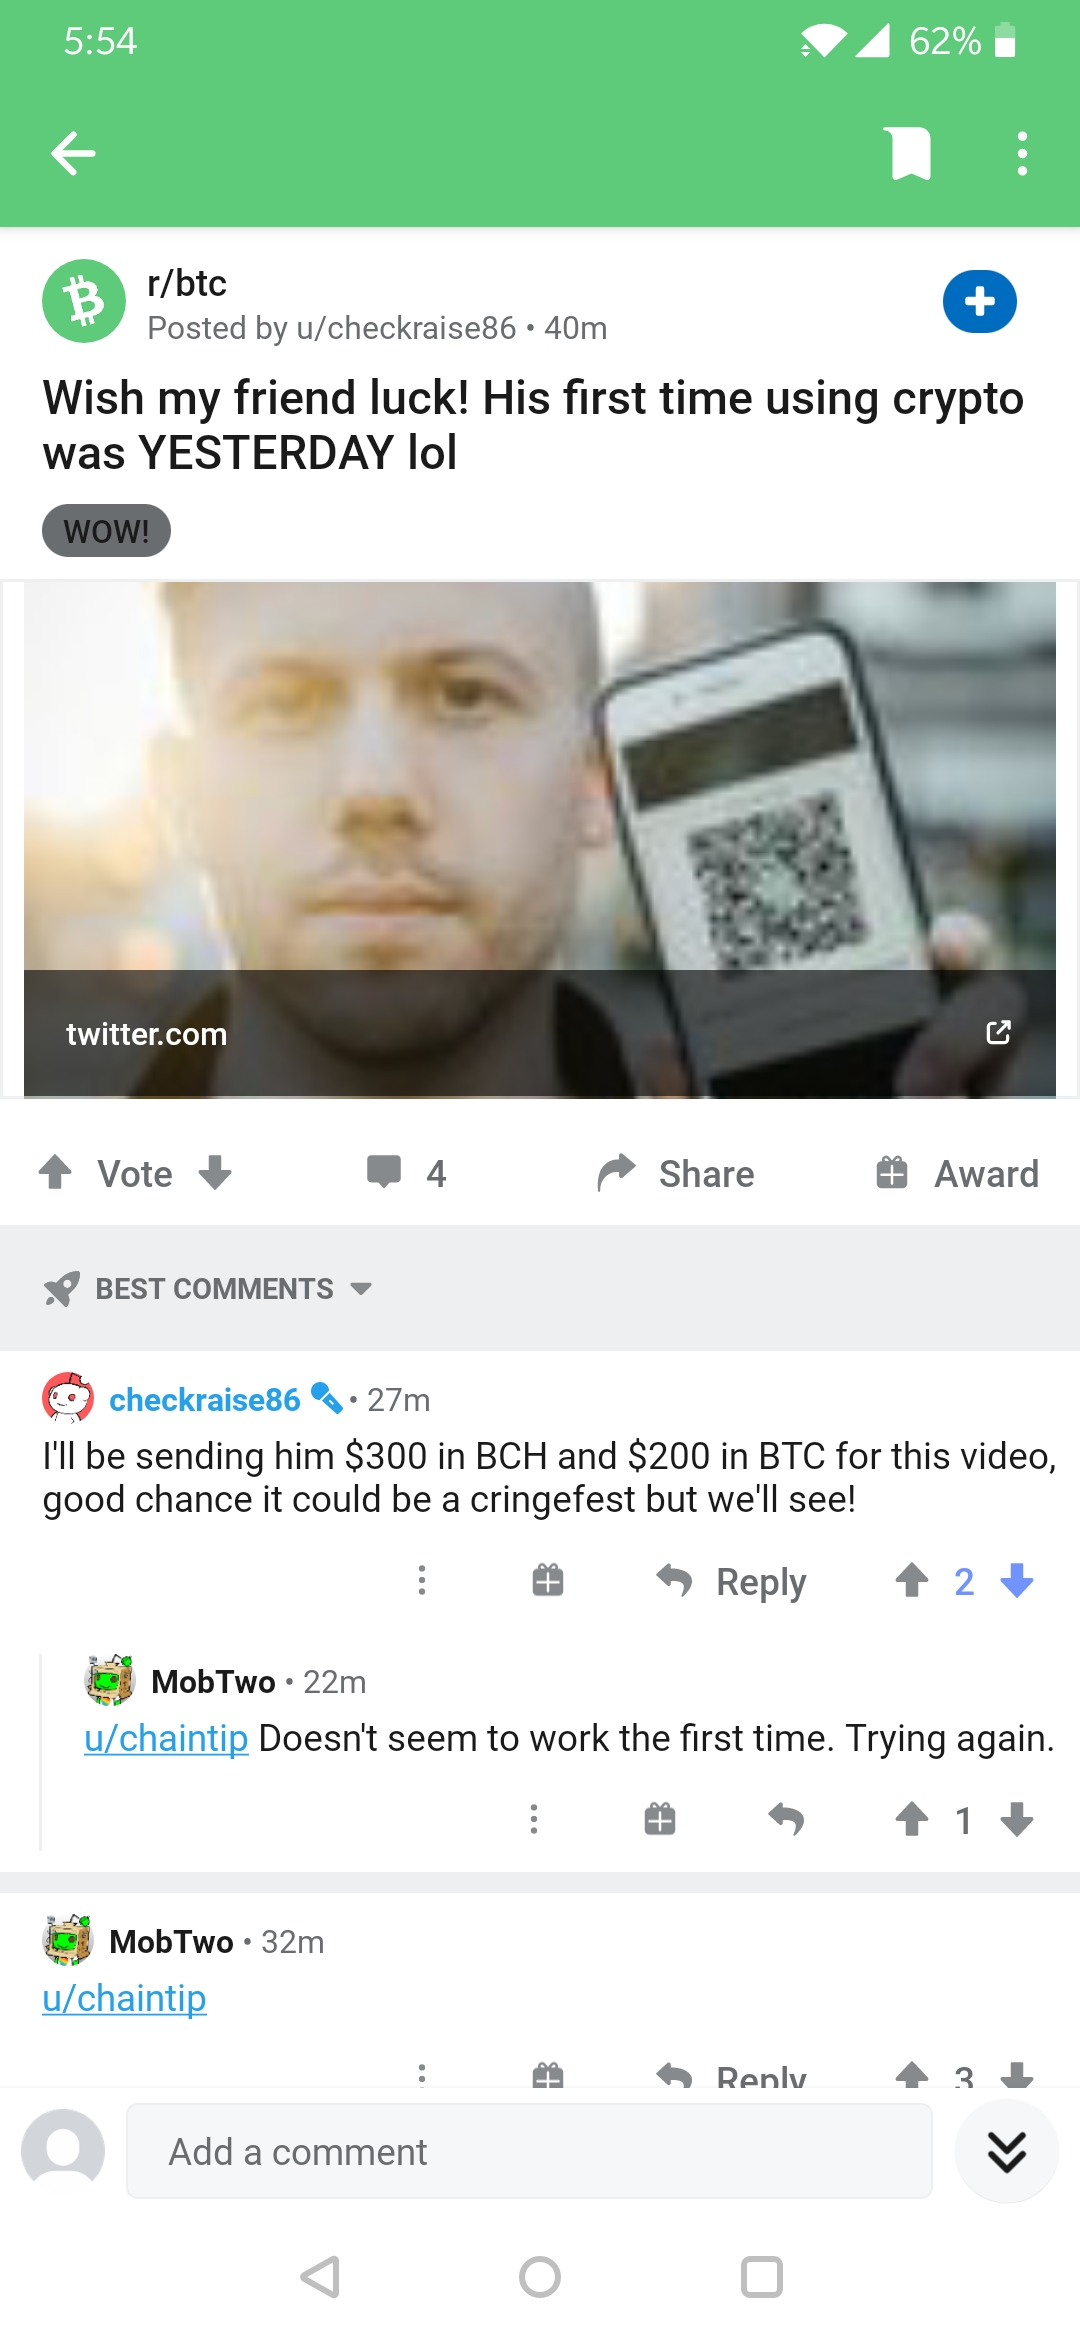 5:54
62%
r/btc
Posted by u/checkraise86 • 40m
Wish my friend luck! His first time using crypto
was YESTERDAY lol
WOW!
twitter.com
Vote
4
Share
Award
BEST COMMENTS
checkraise86 • 27m
I'll be sending him $300 in BCH and $200 in BTC for this video,
good chance it could be a cringefest but we'll see!
Reply
2
MobTwo • 22m
u/chaintip Doesn't seem to work the first time. Trying again.
1
MobTwo • 32m
u/chaintip
Reply
3
Add a comment